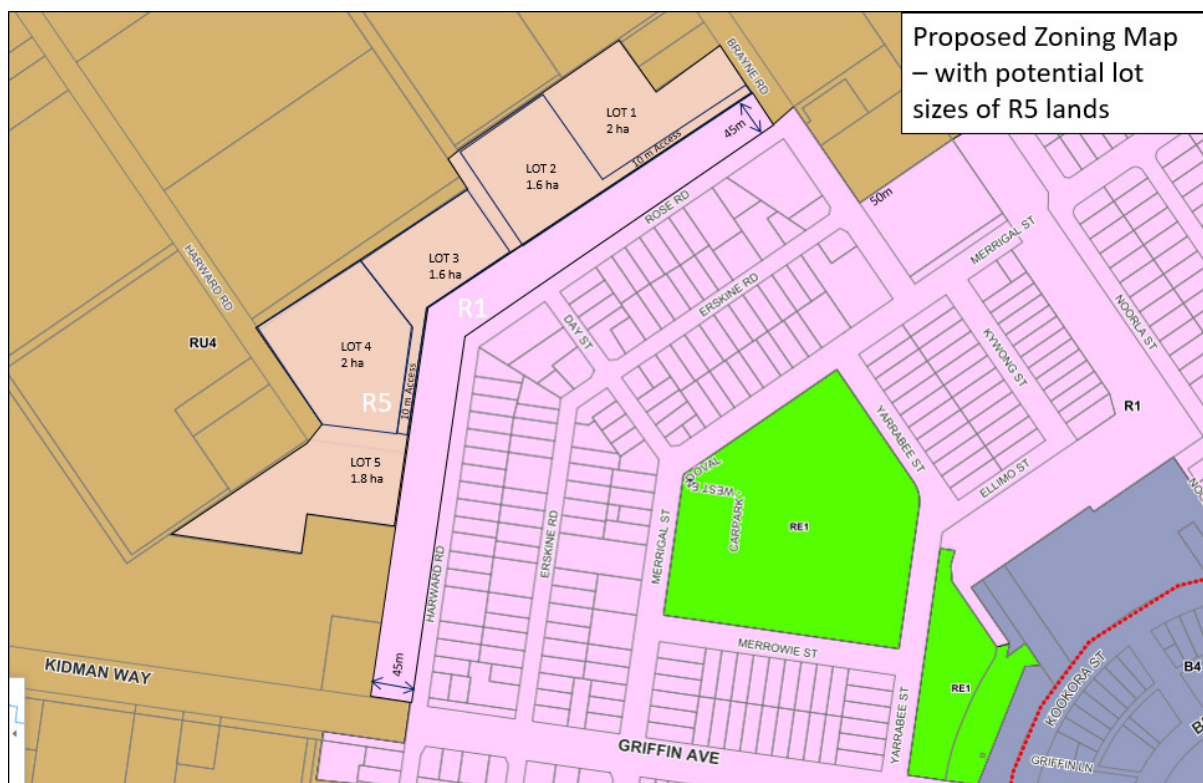 Proposed Zoning Map
– with potential lot
sizes of R5 lands
BRAYNE RD
LOT 1
2 ha
45m
10 m Access
LOT 2
1.6 ha
50m
ROSE RD
MERRIGAL ST
HARWARD RD
LOT 3
1.6 ha
ERSKINE RD
NOORLA ST
R1
DAY ST
KYWONG ST
RU4
LOT 4
2 ha
R5
10 m Access
YARRABEE ST
R1
LOT 5
1.8 ha
ELLIMO ST
OVAL
WEST E
CARPARK
RE1
MERRIGAL ST
ERSKINE RD
HARWARD RD
MERROWIE ST
KIDMAN WAY
45m
RE1
YARRABEE ST
KOOKORA ST
B4
GRIFFIN AVE
GRIFFIN LN